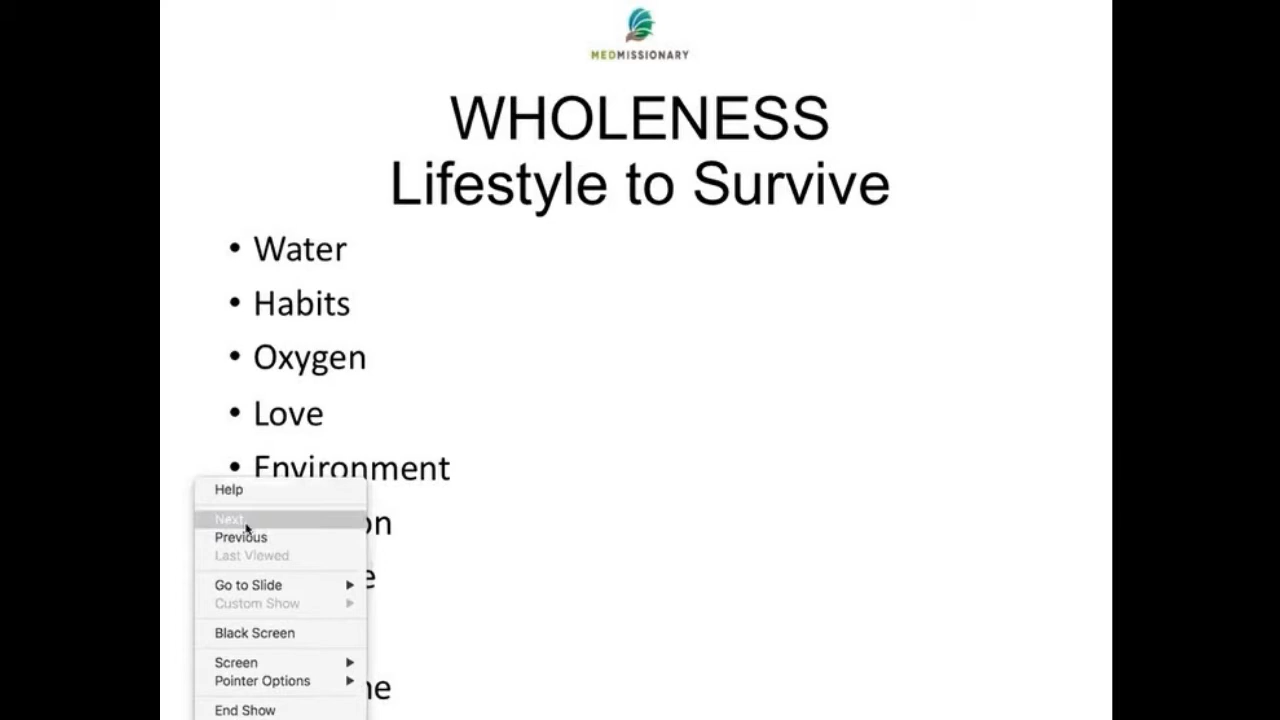 MEDMISSIONARY
WHOLENESS
Lifestyle to Survive
• Water
• Habits
• Oxygen
• Love
• Environment
Help
Next
Previous
Last Viewed
Go to Slide
Custom Show
Black Screen
Screen
Pointer Options
End Show